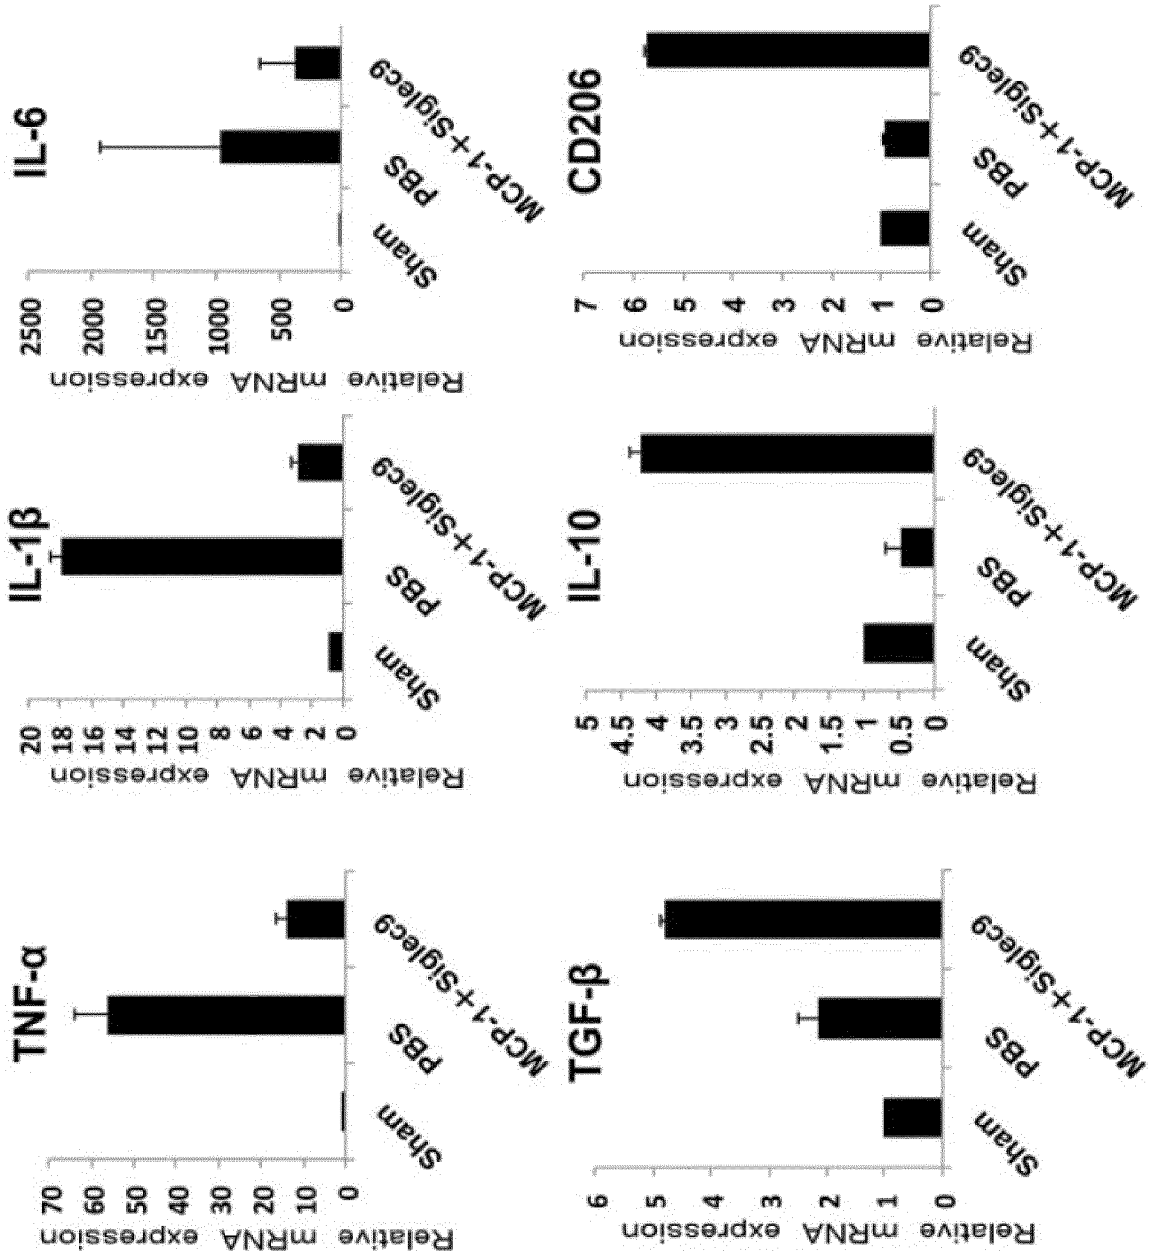 TNF-α
Relative mRNA
expression
70
60
50
40
30
20
10
0
Sham
PBS
MCP-1+Siglec9
IL-1β
Relative mRNA
expression
20
18
16
14
12
10
8
6
4
2
0
Sham
PBS
MCP-1+Siglec9
IL-6
Relative mRNA
expression
2500
2000
1500
1000
500
0
Sham
PBS
MCP-1+Siglec9
TGF-β
Relative mRNA
expression
6
5
4
3
2
1
0
Sham
PBS
MCP-1+Siglec9
IL-10
Relative mRNA
expression
5
4.5
4
3.5
3
2.5
2
1.5
1
0.5
0
Sham
PBS
MCP-1+Siglec9
CD206
Relative mRNA
expression
7
6
5
4
3
2
1
0
Sham
PBS
MCP-1+Siglec9